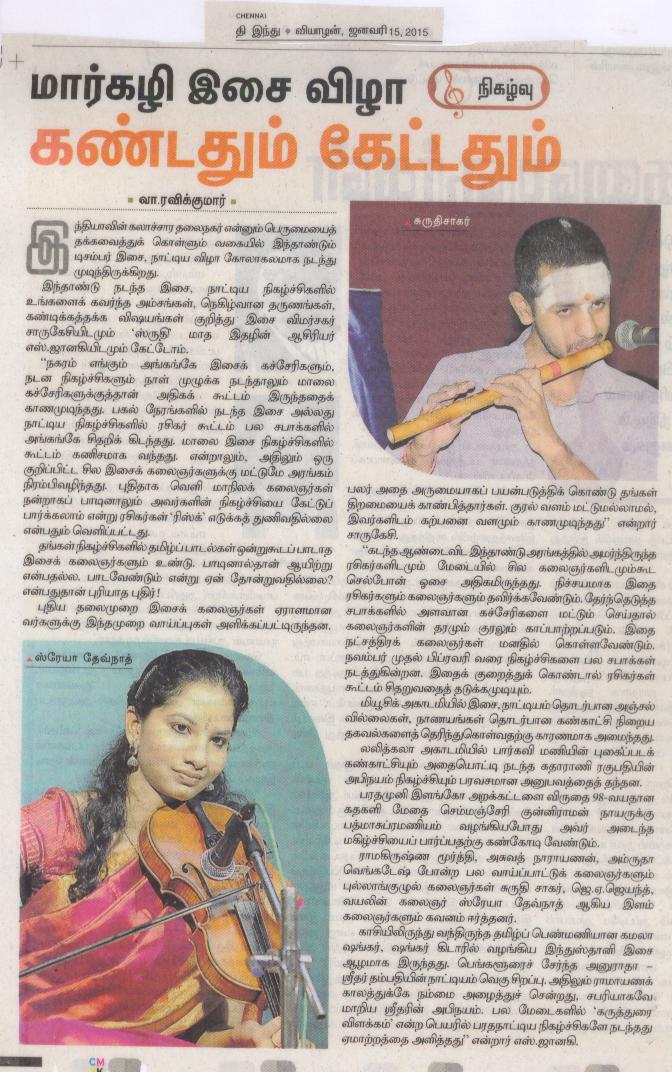 CHENNAI
தி இந்து ✦ வியாழன், ஜனவரி 15, 2015
மார்கழி இசை விழா
நிகழ்வு
கண்டதும் கேட்டதும்
▪ வா.ரவிக்குமார் ▪
இந்தியாவின் கலாச்சார தலைநகர் என்னும் பெருமையைத்
தக்கவைத்துக் கொள்ளும் வகையில் இந்தாண்டும்
டிசம்பர் இசை, நாட்டிய விழா கோலாகலமாக நடந்து
முடிந்திருக்கிறது.
இந்தாண்டு நடந்த இசை, நாட்டிய நிகழ்ச்சிகளில்
உங்களைக் கவர்ந்த அம்சங்கள், நெகிழ்வான தருணங்கள்,
கண்டிக்கத்தக்க விஷயங்கள் குறித்து இசை விமர்சகர்
சாருகேசியிடமும் ‘ஸ்ருதி’ மாத இதழின் ஆசிரியர்
எஸ்.ஜானகியிடமும் கேட்டோம்.
“நகரம் எங்கும் அங்கங்கே இசைக் கச்சேரிகளும்,
நடன நிகழ்ச்சிகளும் நாள் முழுக்க நடந்தாலும் மாலை
கச்சேரிகளுக்குத்தான் அதிகக் கூட்டம் இருந்ததைக்
காணமுடிந்தது. பகல் நேரங்களில் நடந்த இசை அல்லது
நாட்டிய நிகழ்ச்சிகளில் ரசிகர் கூட்டம் பல சபாக்களில்
அங்கங்கே சிதறிக் கிடந்தது. மாலை இசை நிகழ்ச்சிகளில்
கூட்டம் கணிசமாக வந்தது. என்றாலும், அதிலும் ஒரு
குறிப்பிட்ட சில இசைக் கலைஞர்களுக்கு மட்டுமே அரங்கம்
நிரம்பிவழிந்தது. புதிதாக வெளி மாநிலக் கலைஞர்கள்
நன்றாகப் பாடினாலும் அவர்களின் நிகழ்ச்சியை கேட்டுப்
பார்க்கலாம் என்று ரசிகர்கள் ‘ரிஸ்க்’ எடுக்கத் துணிவதில்லை
என்பதும் வெளிப்பட்டது.
தங்கள் நிகழ்ச்சிகளில் தமிழ்ப் பாடல்கள் ஒன்றுகூடப் பாடாத
இசைக் கலைஞர்களும் உண்டு. பாடினால்தான் ஆயிற்று
என்பதல்ல. பாடவேண்டும் என்று ஏன் தோன்றுவதில்லை?
என்பதுதான் புரியாத புதிர்!
புதிய தலைமுறை இசைக் கலைஞர்கள் ஏராளமான
வர்களுக்கு இந்தமுறை வாய்ப்புகள் அளிக்கப்பட்டிருந்தன.
▲ ஸ்ரேயா தேவ்நாத்
▲ சுருதிசாகர்
பலர் அதை அருமையாகப் பயன்படுத்திக் கொண்டு தங்கள்
திறமையைக் காண்பித்தார்கள். குரல் வளம் மட்டுமல்லாமல்,
இவர்களிடம் கற்பனை வளமும் காணமுடிந்தது” என்றார்
சாருகேசி.
“கடந்த ஆண்டைவிட இந்தாண்டு அரங்கத்தில் அமர்ந்திருந்த
ரசிகர்களிடமும் மேடையில் சில கலைஞர்களிடமும்கூட
செல்போன் ஓசை அதிகமிருந்தது. நிச்சயமாக இதை
ரசிகர்களும் கலைஞர்களும் தவிர்க்கவேண்டும். தேர்ந்தெடுத்த
சபாக்களில் அளவான கச்சேரிகளை மட்டும் செய்தால்
கலைஞர்களின் தரமும் குரலும் காப்பாற்றப்படும். இதை
நட்சத்திரக் கலைஞர்கள் மனதில் கொள்ளவேண்டும்.
நவம்பர் முதல் பிப்ரவரி வரை நிகழ்ச்சிகளை பல சபாக்கள்
நடத்துகின்றன. இதைக் குறைத்துக் கொண்டால் ரசிகர்கள்
கூட்டம் சிதறுவதைத் தடுக்கமுடியும்.
மியூசிக் அகாடமியில் இசை, நாட்டியம் தொடர்பான அஞ்சல்
வில்லைகள், நாணயங்கள் தொடர்பான கண்காட்சி நிறைய
தகவல்களைத் தெரிந்துகொள்வதற்கு காரணமாக அமைந்தது.
லலித்கலா அகாடமியில் பார்கவி மணியின் புகைப்படக்
கண்காட்சியும் அதையொட்டி நடந்த சுதாராணி ரகுபதியின்
அபிநயம் நிகழ்ச்சியும் பரவசமான அனுபவத்தைத் தந்தன.
பரதமுனி இளங்கோ அறக்கட்டளை விருதை 98-வயதான
கதகளி மேதை செம்மஞ்சேரி குன்னிராமன் நாயருக்கு
பத்மாசுப்ரமணியம் வழங்கியபோது அவர் அடைந்த
மகிழ்ச்சியைப் பார்ப்பதற்கு கண்கோடி வேண்டும்.
ராமகிருஷ்ண மூர்த்தி, அசுவத் நாராயணன், அம்ருதா
வெங்கடேஷ் போன்ற பல வாய்ப்பாட்டுக் கலைஞர்களும்
புல்லாங்குழல் கலைஞர்கள் சுருதி சாகர், ஜெ.ஏ.ஜெயந்த்,
வயலின் கலைஞர் ஸ்ரேயா தேவ்நாத் ஆகிய இளம்
கலைஞர்களும் கவனம் ஈர்த்தனர்.
காசியிலிருந்து வந்திருந்த தமிழ்ப் பெண்மணியான கமலா
ஷங்கர், ஷங்கர் கிடாரில் வழங்கிய இந்துஸ்தானி இசை
ஆழமாக இருந்தது. பெங்களூரைச் சேர்ந்த அனுராதா –
ஸ்ரீதர் தம்பதியின் நாட்டியம் வெகு சிறப்பு. அதிலும் ராமாயணக்
காலத்துக்கே நம்மை அழைத்துச் சென்றது, சபரியாகவே
மாறிய ஸ்ரீதரின் அபிநயம். பல மேடைகளில் ‘கருத்துரை
விளக்கம்’ என்ற பெயரில் பரதநாட்டிய நிகழ்ச்சிகளே நடந்தது
ஏமாற்றத்தை அளித்தது” என்றார் எஸ்.ஜானகி.
CM
K